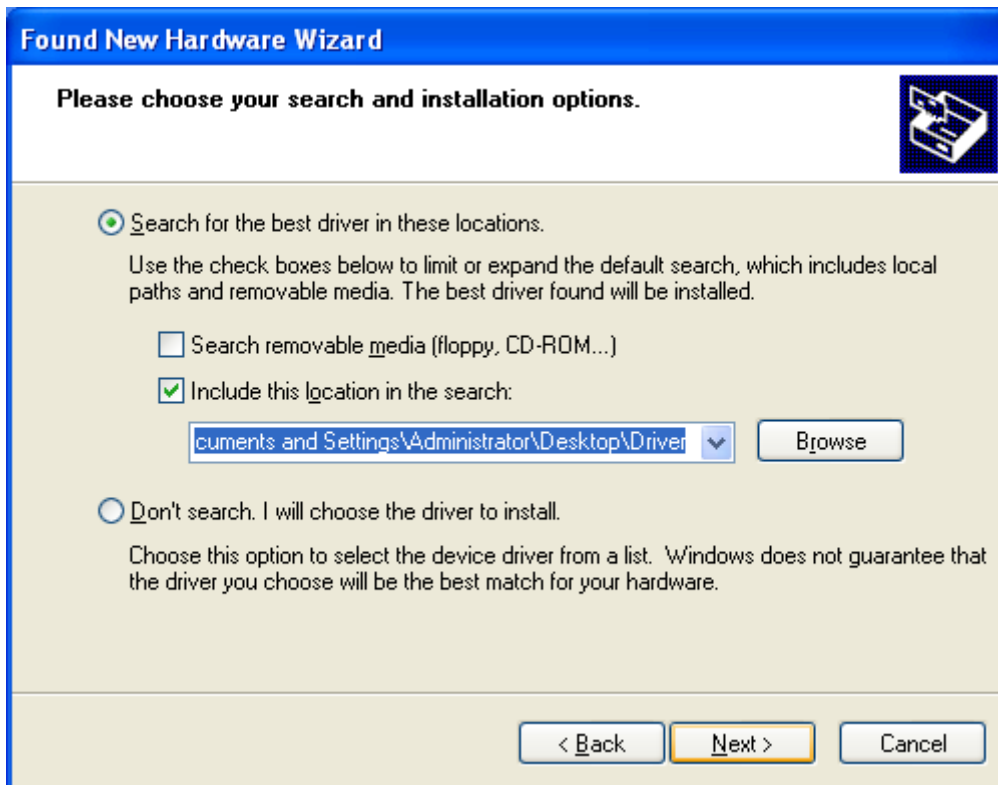 Found New Hardware Wizard
Please choose your search and installation options.
Search for the best driver in these locations.
Use the check boxes below to limit or expand the default search, which includes local
paths and removable media. The best driver found will be installed.
Search removable media (floppy, CD-ROM...)
Include this location in the search:
cuments and Settings\Administrator\Desktop\Driver
Browse
Don't search. I will choose the driver to install.
Choose this option to select the device driver from a list.  Windows does not guarantee that
the driver you choose will be the best match for your hardware.
< Back
Next >
Cancel